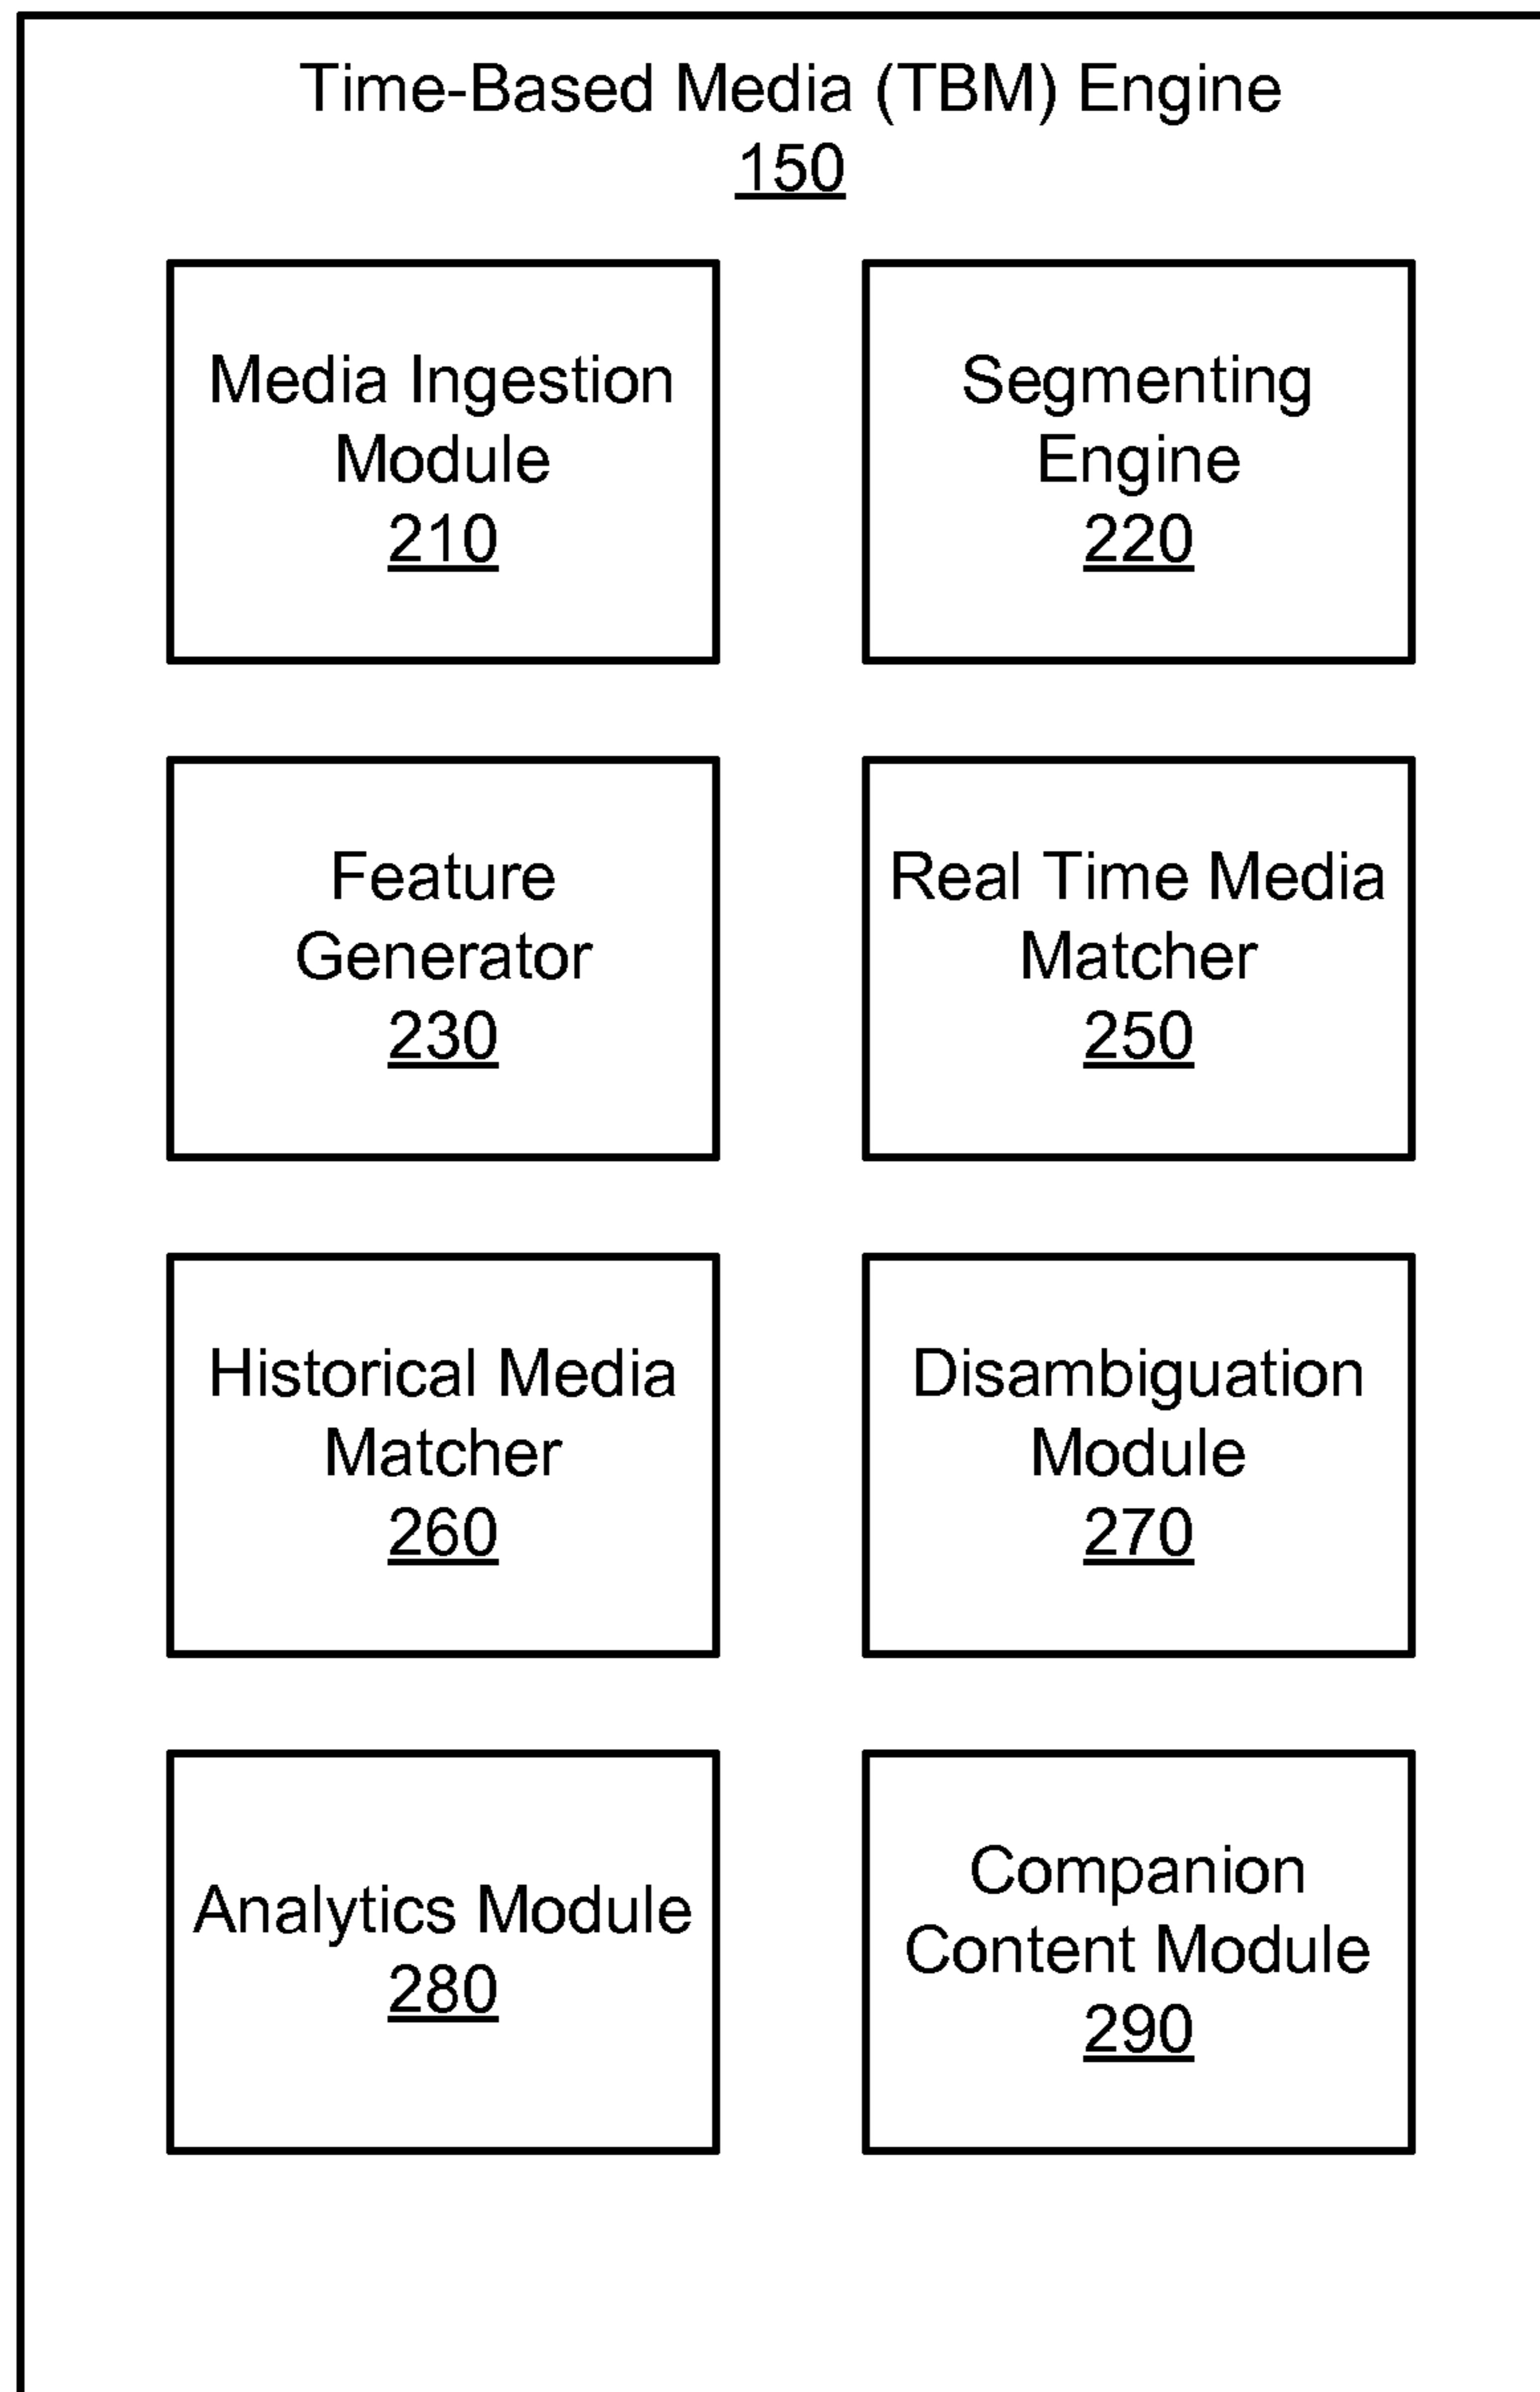 Time-Based Media (TBM) Engine
150
Media Ingestion
Module
210
Segmenting
Engine
220
Feature
Generator
230
Real Time Media
Matcher
250
Historical Media
Matcher
260
Disambiguation
Module
270
Analytics Module
280
Companion
Content Module
290